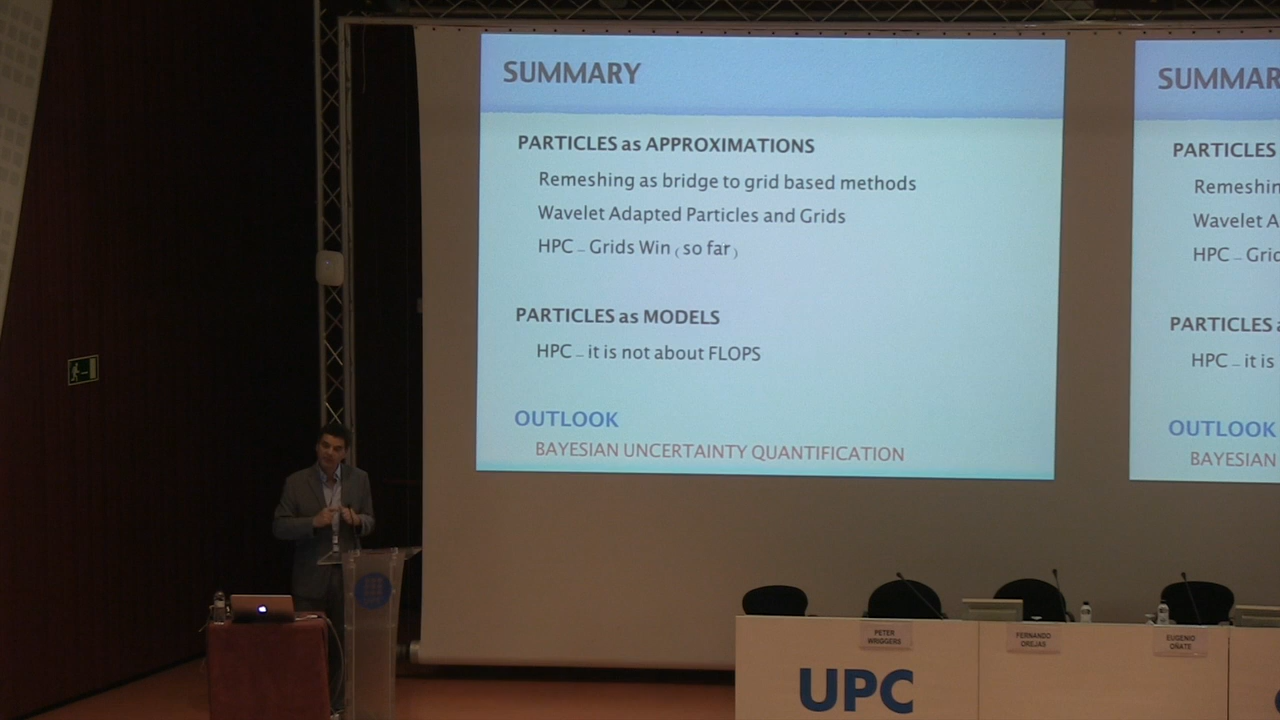 SUMMARY
PARTICLES as APPROXIMATIONS
Remeshing as bridge to grid based methods
Wavelet Adapted Particles and Grids
HPC - Grids Win (so far)
PARTICLES as MODELS
HPC - it is not about FLOPS
OUTLOOK
BAYESIAN UNCERTAINTY QUANTIFICATION
SUMMAR
PARTICLES
Remeshin
Wavelet A
HPC - Grid
PARTICLES a
HPC - it is
OUTLOOK
BAYESIAN
PETER
WRIGGERS
FERNANDO
OREJAS
EUGENIO
OÑATE
UPC